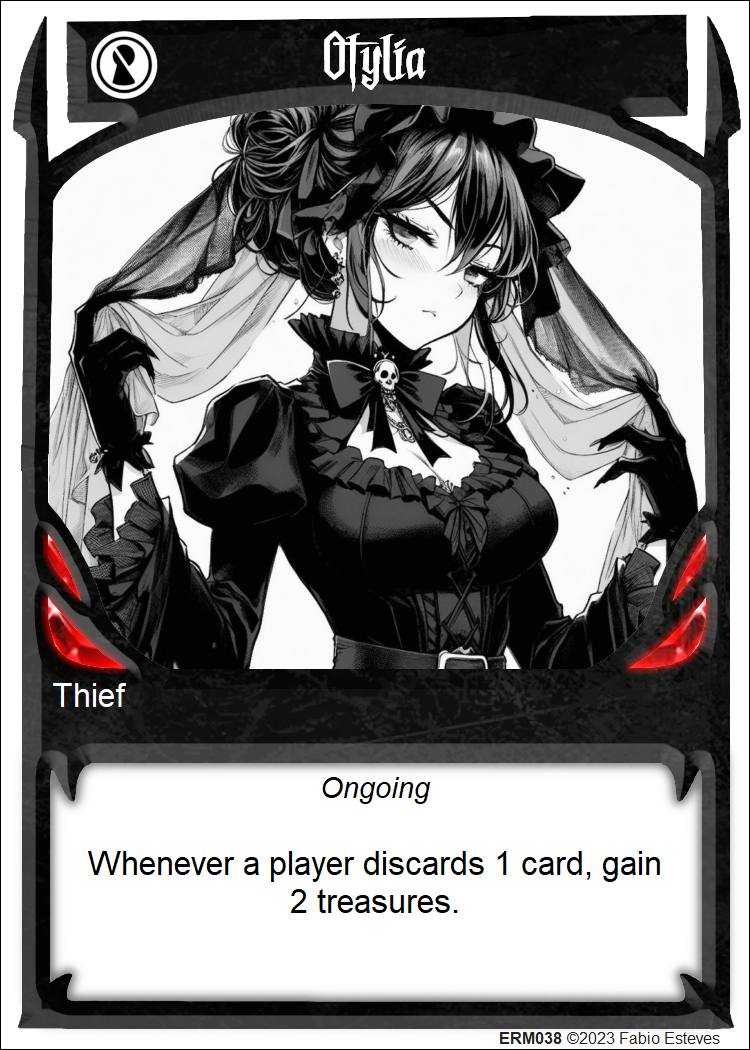 Otylia
Thief
Ongoing
Whenever a player discards 1 card, gain
2 treasures.
ERM038 ©2023 Fabio Esteves